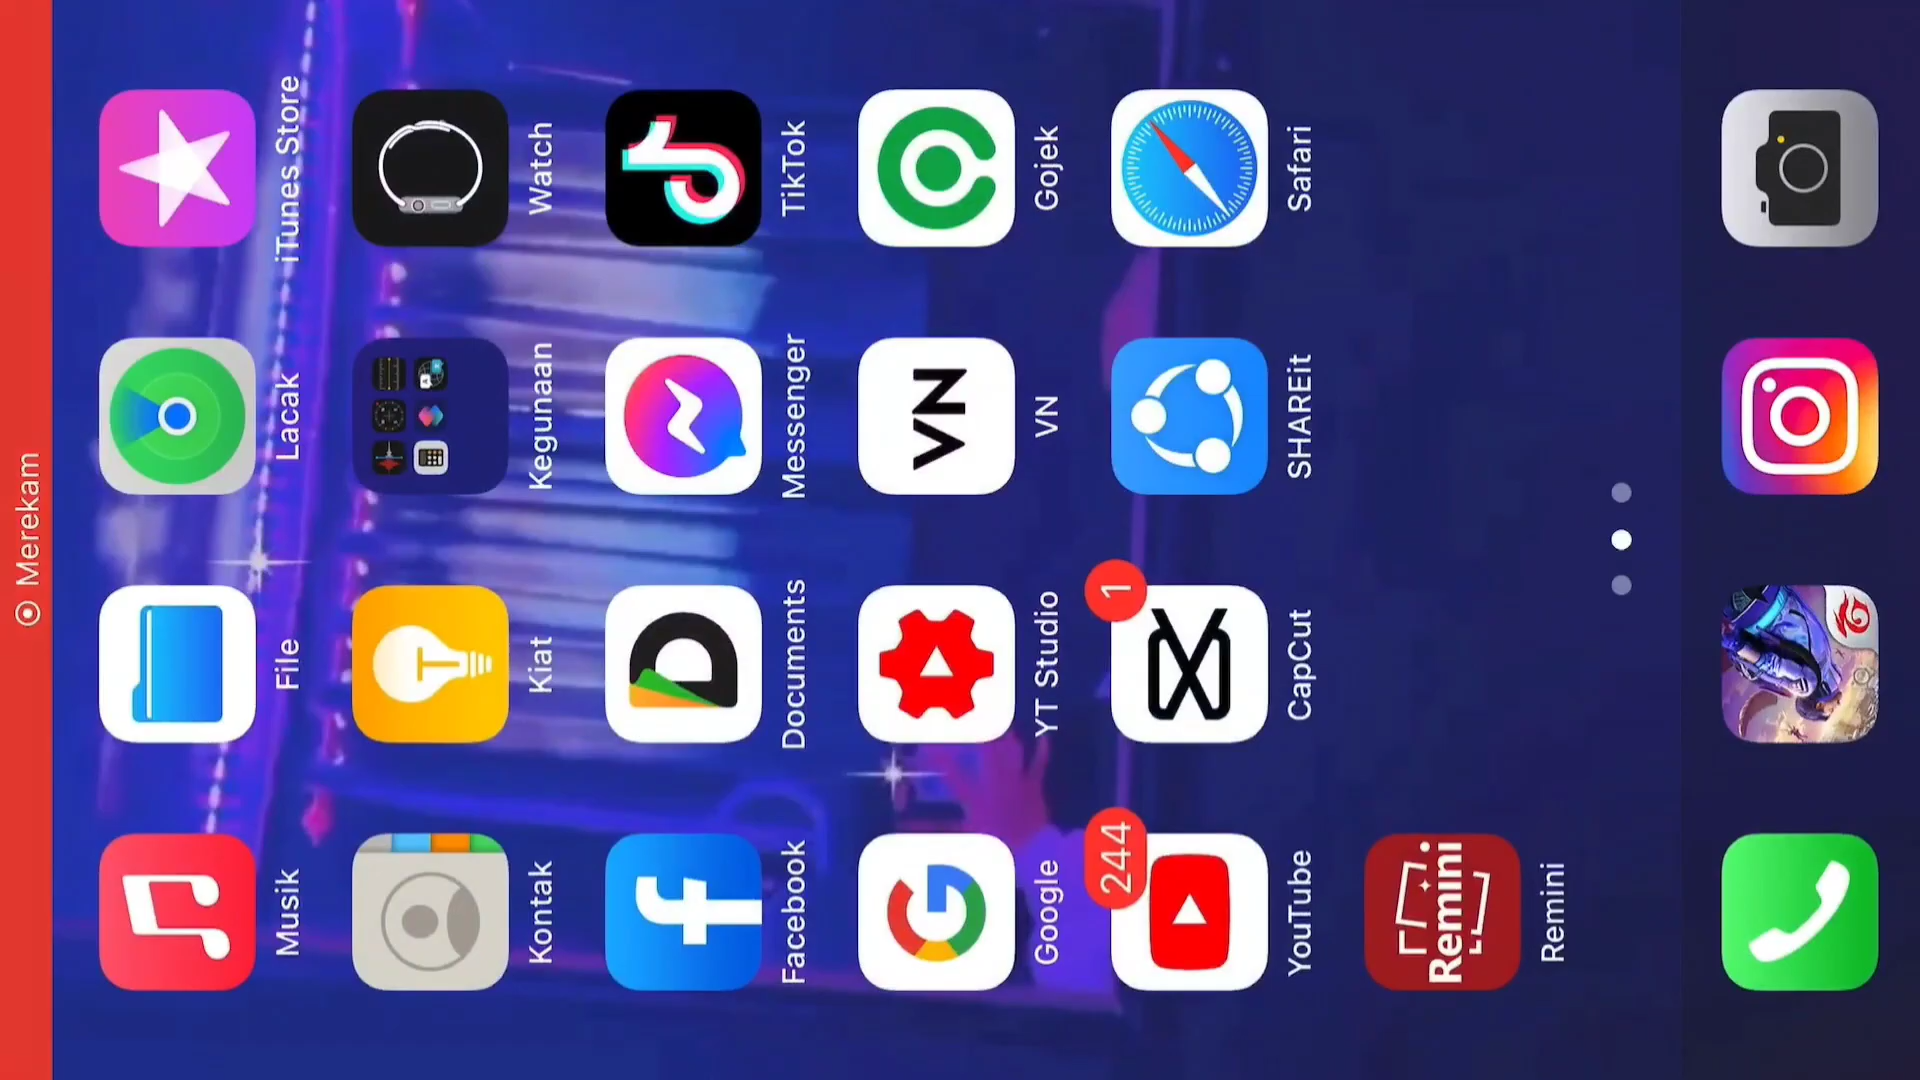 Merekam
Musik
File
Lacak
iTunes Store
Kontak
Kiat
Kegunaan
Watch
Facebook
Documents
Messenger
TikTok
Google
YT Studio
VN
VN
Gojek
244
1
YouTube
CapCut
SHAREit
Safari
Remini
Remini